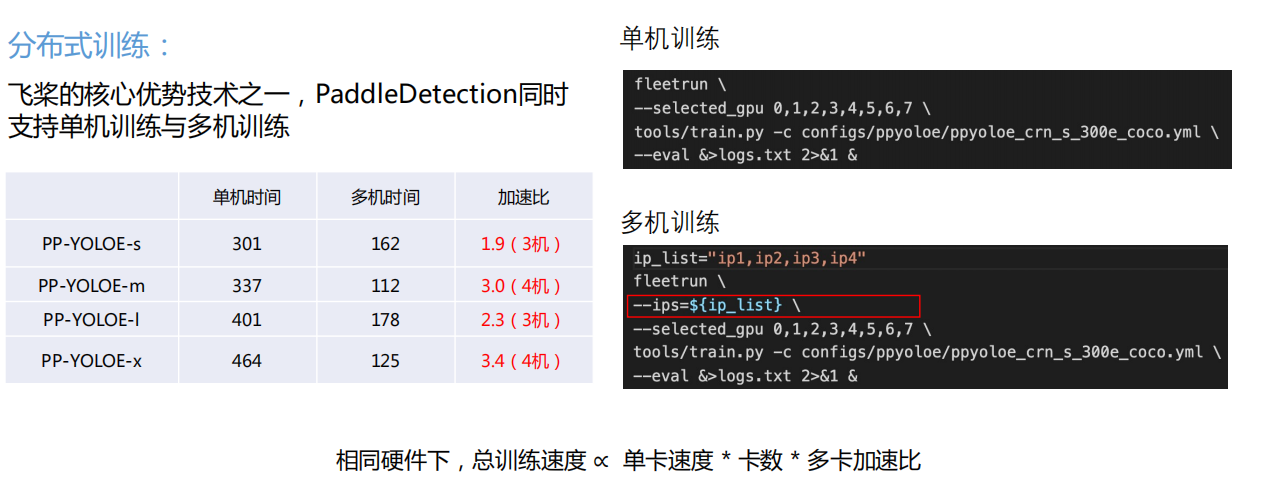 分布式训练：
飞桨的核心优势技术之一，PaddleDetection同时
支持单机训练与多机训练
单机时间 多机时间 加速比
PP-YOLOE-s 301 162 1.9（3机）
PP-YOLOE-m 337 112 3.0（4机）
PP-YOLOE-l 401 178 2.3（3机）
PP-YOLOE-x 464 125 3.4（4机）
单机训练
fleetrun \
--selected_gpu 0,1,2,3,4,5,6,7 \
tools/train.py -c configs/ppyoloe/ppyoloe_crn_s_300e_coco.yml \
--eval &>logs.txt 2>&1 &
多机训练
ip_list="ip1,ip2,ip3,ip4"
fleetrun \
--ips=${ip_list} \
--selected_gpu 0,1,2,3,4,5,6,7 \
tools/train.py -c configs/ppyoloe/ppyoloe_crn_s_300e_coco.yml \
--eval &>logs.txt 2>&1 &
相同硬件下，总训练速度 ∝ 单卡速度 * 卡数 * 多卡加速比